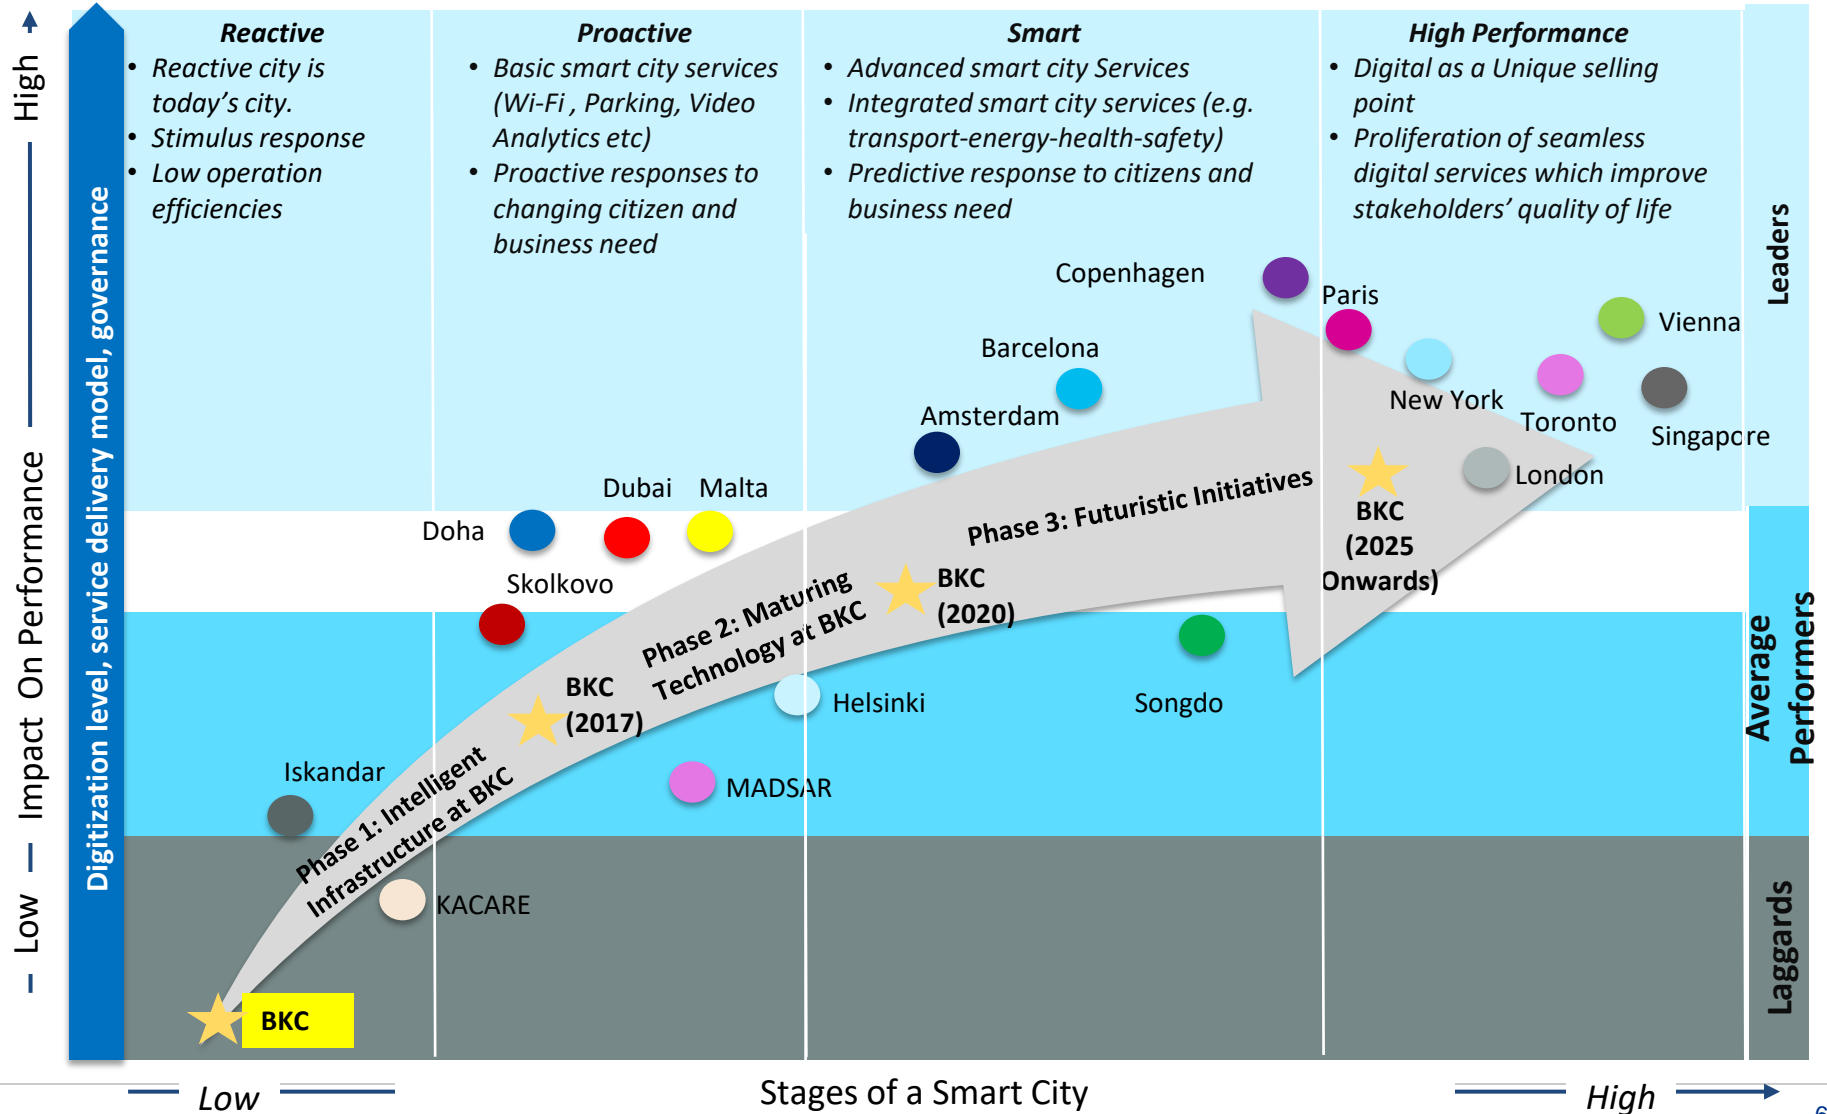 High
Impact On Performance
Low
Digitization level, service delivery model, governance
Reactive
• Reactive city is
today’s city.
• Stimulus response
• Low operation
efficiencies
Proactive
• Basic smart city services
(Wi-Fi , Parking, Video
Analytics etc)
• Proactive responses to
changing citizen and
business need
Smart
• Advanced smart city Services
• Integrated smart city services (e.g.
transport-energy-health-safety)
• Predictive response to citizens and
business need
High Performance
• Digital as a Unique selling
point
• Proliferation of seamless
digital services which improve
stakeholders’ quality of life
Leaders
Average
Performers
Laggards
Copenhagen
Paris
Vienna
Barcelona
New York
Amsterdam
Toronto
Singapore
London
Dubai
Malta
Doha
Skolkovo
Phase 3: Futuristic Initiatives
BKC
(2025
Onwards)
BKC
(2020)
Phase 2: Maturing
Technology at BKC
BKC
(2017)
Helsinki
Songdo
MADSAR
Iskandar
Phase 1: Intelligent
Infrastructure at BKC
KACARE
BKC
Low
Stages of a Smart City
High